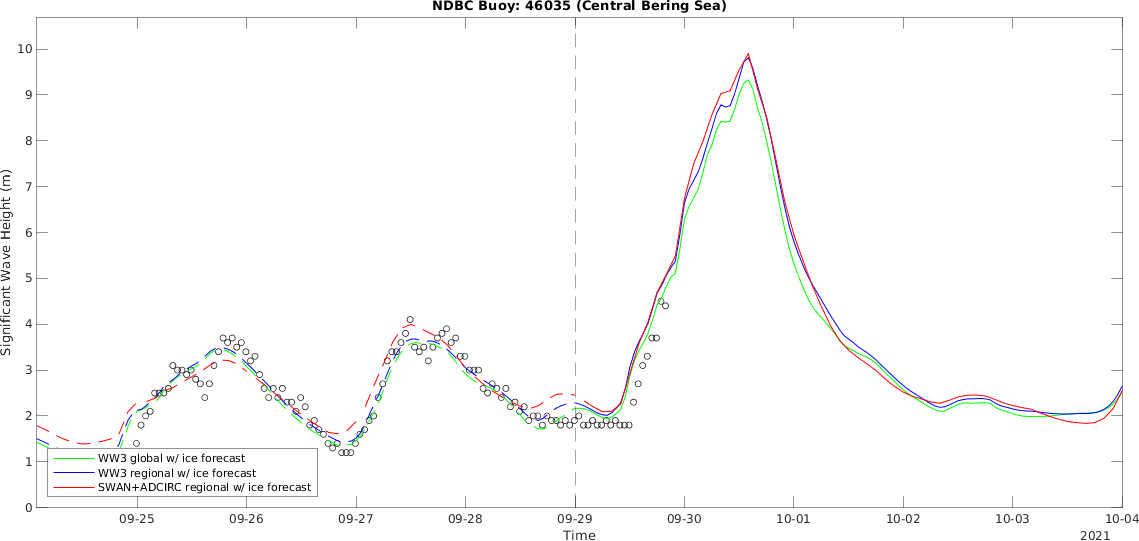 NDBC Buoy: 46035 (Central Bering Sea)
10
9
8
7
6
5
4
3
2
1
0
Significant Wave Height (m)
WW3 global w/ ice forecast
WW3 regional w/ ice forecast
SWAN+ADCIRC regional w/ ice forecast
09-25 09-26 09-27 09-28 09-29 09-30 10-01 10-02 10-03 10-04
Time
2021